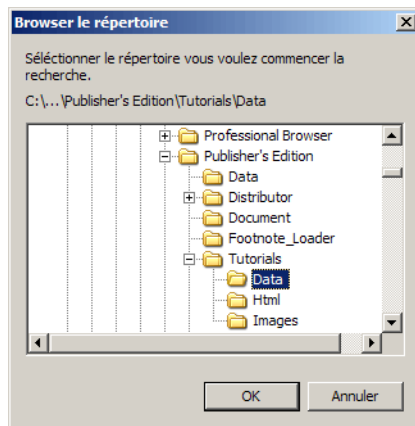 Browser le répertoire
Séléctionner le répertoire vous voulez commencer la
recherche.
C:\...\Publisher's Edition\Tutorials\Data
Professional Browser
Publisher's Edition
Data
Distributor
Document
Footnote_Loader
Tutorials
Data
Html
Images
OK
Annuler